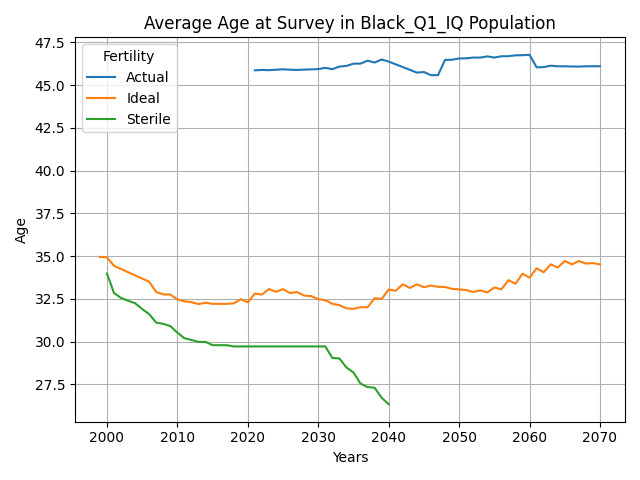 Average Age at Survey in Black_Q1_IQ Population
Fertility
Actual
Ideal
Sterile
Age
47.5
45.0
42.5
40.0
37.5
35.0
32.5
30.0
27.5
2000
2010
2020
2030
2040
2050
2060
2070
Years